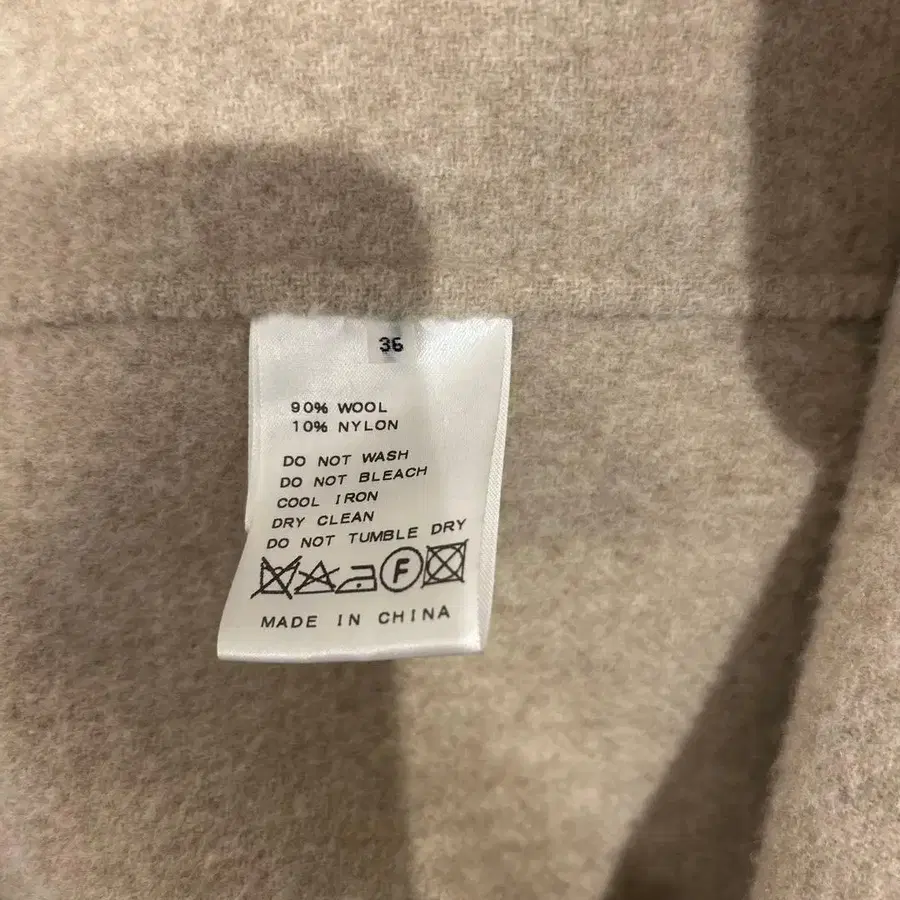 36
90% WOOL
10% NYLON
DO NOT WASH
DO NOT BLEACH
COOL IRON
DRY CLEAN
DO NOT TUMBLE DRY
F
MADE IN CHINA